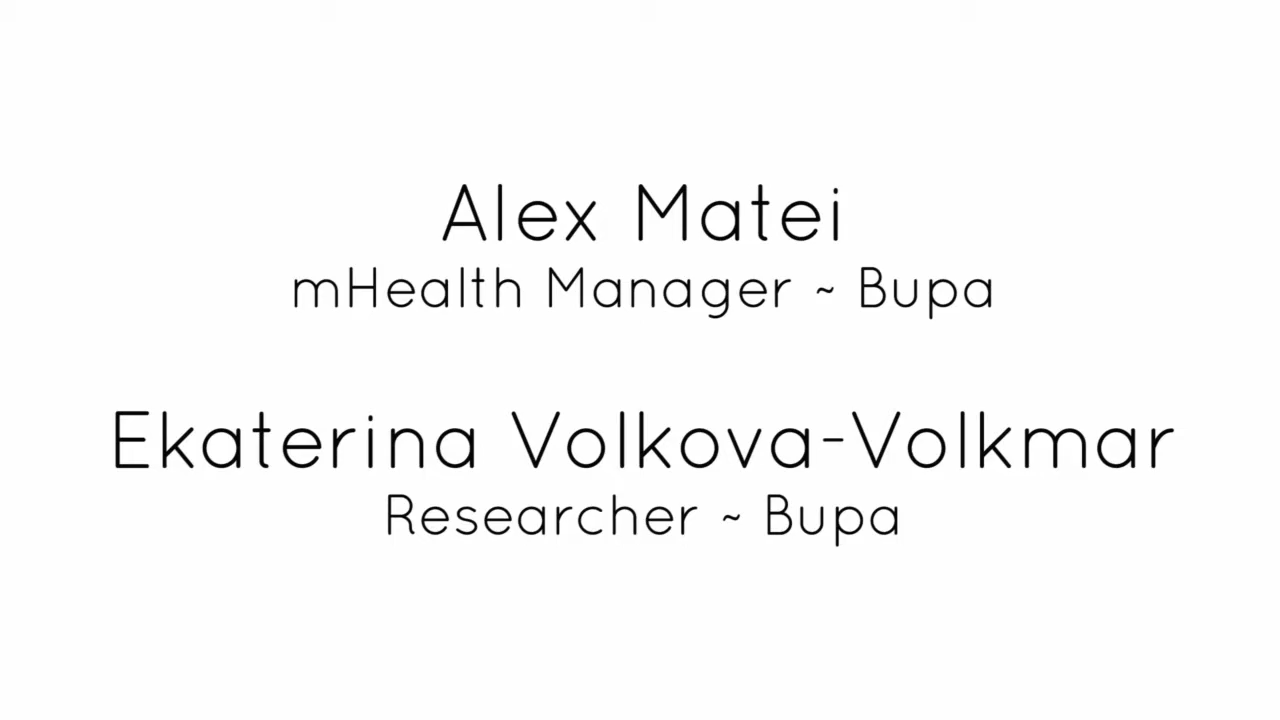 Alex Matei
mHealth Manager ~ Bupa
Ekaterina Volkova-Volkmar
Researcher ~ Bupa